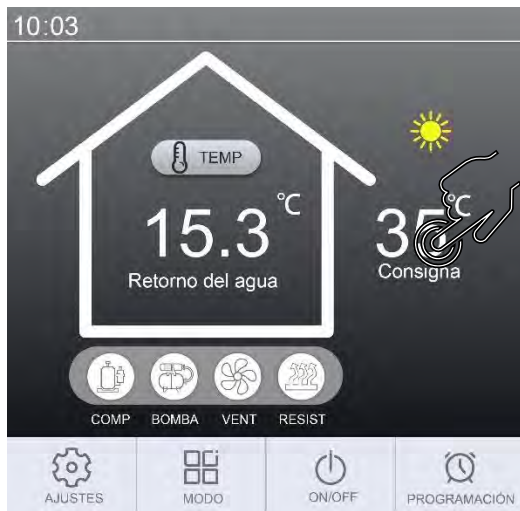 10:03
TEMP
15.3 °C
35 °C
Retorno del agua
Consigna
COMP BOMBA VENT RESIST
AJUSTES MODO ON/OFF PROGRAMACIÓN